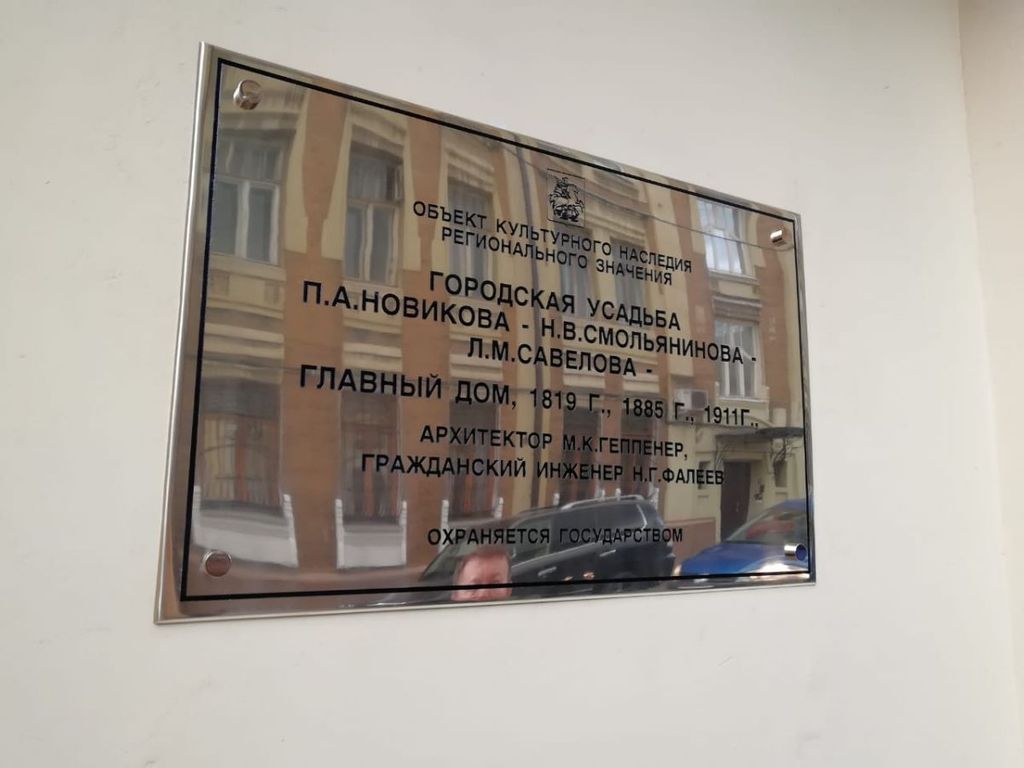 ОБЪЕКТ КУЛЬТУРНОГО НАСЛЕДИЯ
РЕГИОНАЛЬНОГО ЗНАЧЕНИЯ
ГОРОДСКАЯ УСАДЬБА
П.А.НОВИКОВА - Н.В.СМОЛЬЯНИНОВА -
Л.М.САВЕЛОВА -
ГЛАВНЫЙ ДОМ, 1819 Г., 1885 Г., 1911Г.,
АРХИТЕКТОР М.К.ГЕППЕНЕР,
ГРАЖДАНСКИЙ ИНЖЕНЕР Н.Г.ФАЛЕЕВ
ОХРАНЯЕТСЯ ГОСУДАРСТВОМ